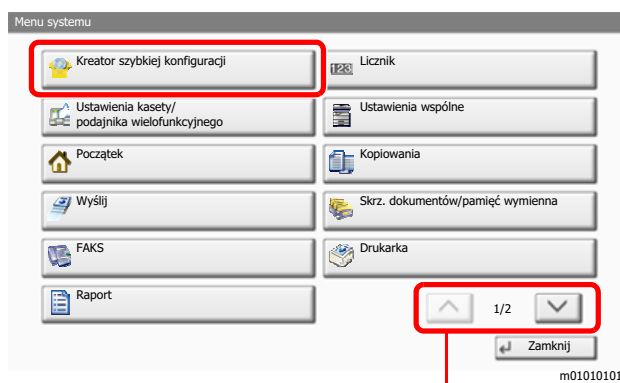 Menu systemu
Kreator szybkiej konfiguracji
123
Licznik
Ustawienia kasety/
podajnika wielofunkcyjnego
Ustawienia wspólne
Początek
Kopiowania
Wyślij
Skrz. dokumentów/pamięć wymienna
FAKS
Drukarka
Raport
1/2
Zamknij
m01010101